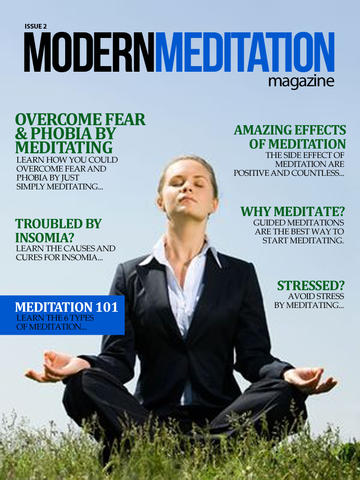 ISSUE 2
MODERNMEDITATION
magazine
OVERCOME FEAR
& PHOBIA BY
MEDITATING
LEARN HOW YOU COULD
OVERCOME FEAR AND
PHOBIA BY JUST
SIMPLY MEDITATING...
AMAZING EFFECTS
OF MEDITATION
THE SIDE EFFECT OF
MEDITATION ARE
POSITIVE AND COUNTLESS...
TROUBLED BY
INSOMIA?
LEARN THE CAUSES AND
CURES FOR INSOMIA...
WHY MEDITATE?
GUIDED MEDITATIONS
ARE THE BEST WAY TO
START MEDITATING.
MEDITATION 101
LEARN THE 6 TYPES
OF MEDITATION...
STRESSED?
AVOID STRESS
BY MEDITATING...